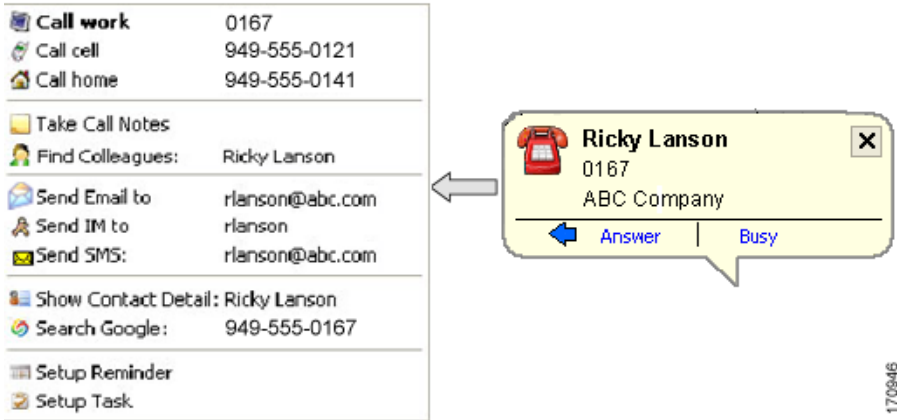 Call work 0167
Call cell 949-555-0121
Call home 949-555-0141
Take Call Notes
Find Colleagues: Ricky Lanson
Send Email to rlanson@abc.com
Send IM to rlanson
Send SMS: rlanson@abc.com
Show Contact Detail: Ricky Lanson
Search Google: 949-555-0167
Setup Reminder
Setup Task
Ricky Lanson
0167
ABC Company
Answer | Busy
170946